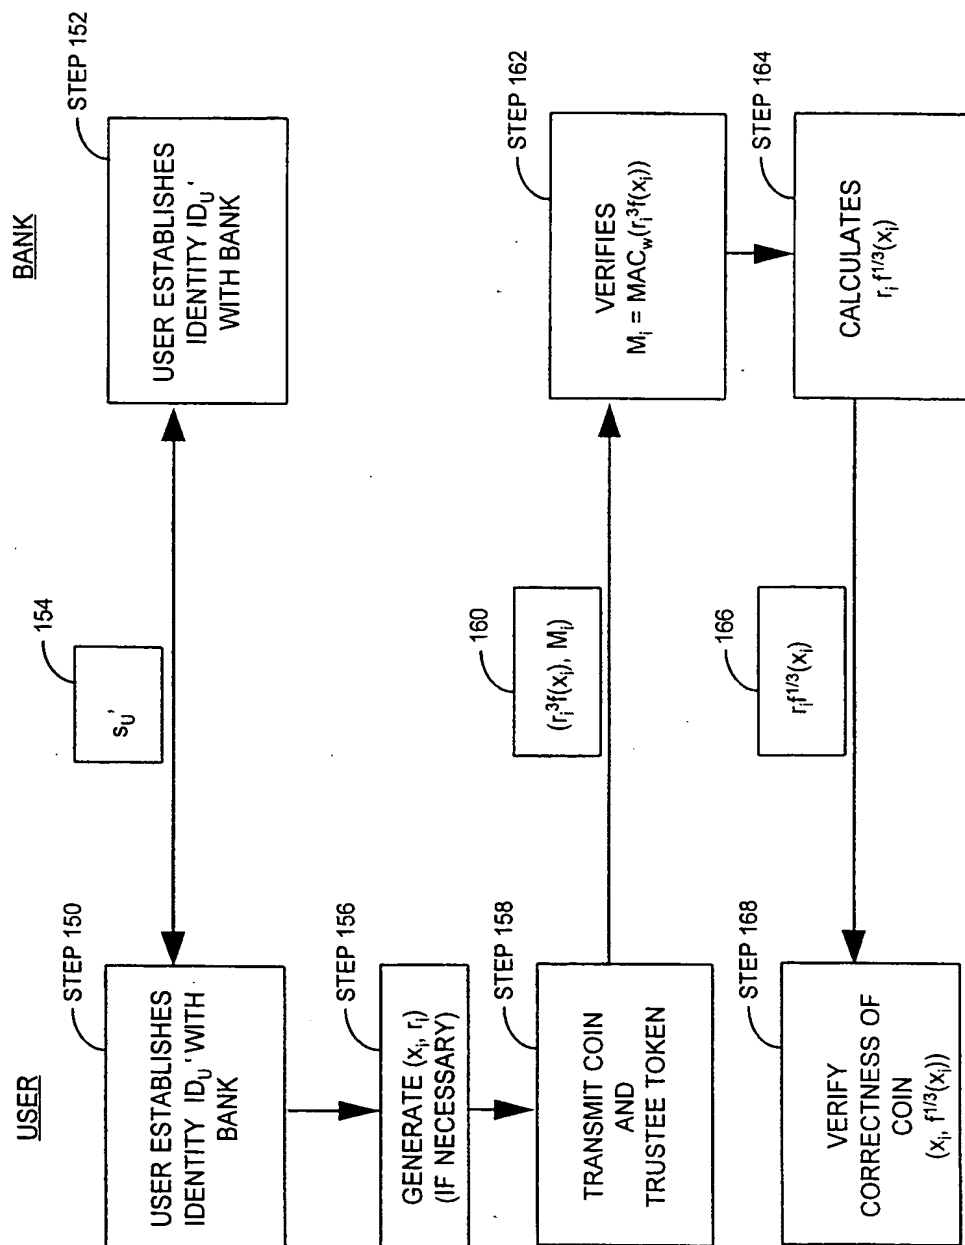 USER
BANK
STEP 150
USER ESTABLISHES
IDENTITY ID_U' WITH
BANK
154
s_U'
STEP 152
USER ESTABLISHES
IDENTITY ID_U'
WITH BANK
STEP 156
GENERATE (x_i, r_i)
(IF NECESSARY)
STEP 158
TRANSMIT COIN
AND
TRUSTEE TOKEN
160
(r_i^3f(x_i), M_i)
STEP 162
VERIFIES
M_i = MAC_w(r_i^3f(x_i))
STEP 164
CALCULATES
r_i f^{1/3}(x_i)
166
r_if^{1/3}(x_i)
STEP 168
VERIFY
CORRECTNESS OF
COIN
(x_i, f^{1/3}(x_i))